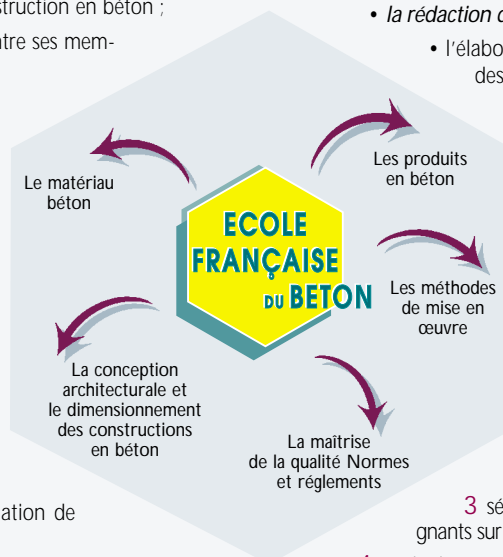 struction en béton ;
ntre ses mem-
• la rédaction
• l'élabo
des
Le matériau
béton
Les produits
en béton
ECOLE
FRANÇAISE
DU BETON
Les méthodes
de mise en
œuvre
La conception
architecturale et
le dimensionnement
des constructions
en béton
La maîtrise
de la qualité Normes
et réglements
ation de
3 sé
gnants sur